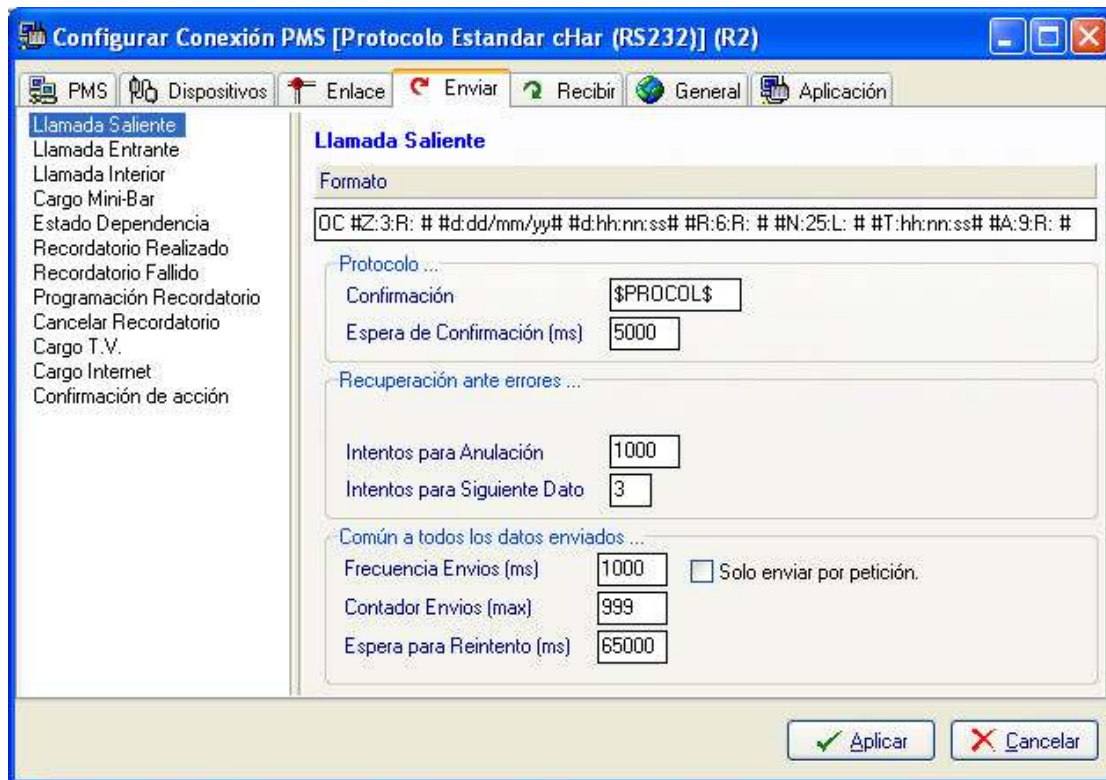 Configurar Conexión PMS [Protocolo Estandar cHar (RS232)] (R2)
PMS Dispositivos Enlace Enviar Recibir General Aplicación
Llamada Saliente
Llamada Entrante
Llamada Interior
Cargo Mini-Bar
Estado Dependencia
Recordatorio Realizado
Recordatorio Fallido
Programación Recordatorio
Cancelar Recordatorio
Cargo T.V.
Cargo Internet
Confirmación de acción
Llamada Saliente
Formato
OC #Z:3:R: # #d:dd/mm/yy# #d:hh:nn:ss# #R:6:R: # #N:25:L: # #T:hh:nn:ss# #A:9:R: #
Protocolo ...
Confirmación $PROCOL$
Espera de Confirmación (ms) 5000
Recuperación ante errores ...
Intentos para Anulación 1000
Intentos para Siguiente Dato 3
Común a todos los datos enviados ...
Frecuencia Envios (ms) 1000 Solo enviar por petición.
Contador Envios (max) 999
Espera para Reintento (ms) 65000
Aplicar Cancelar